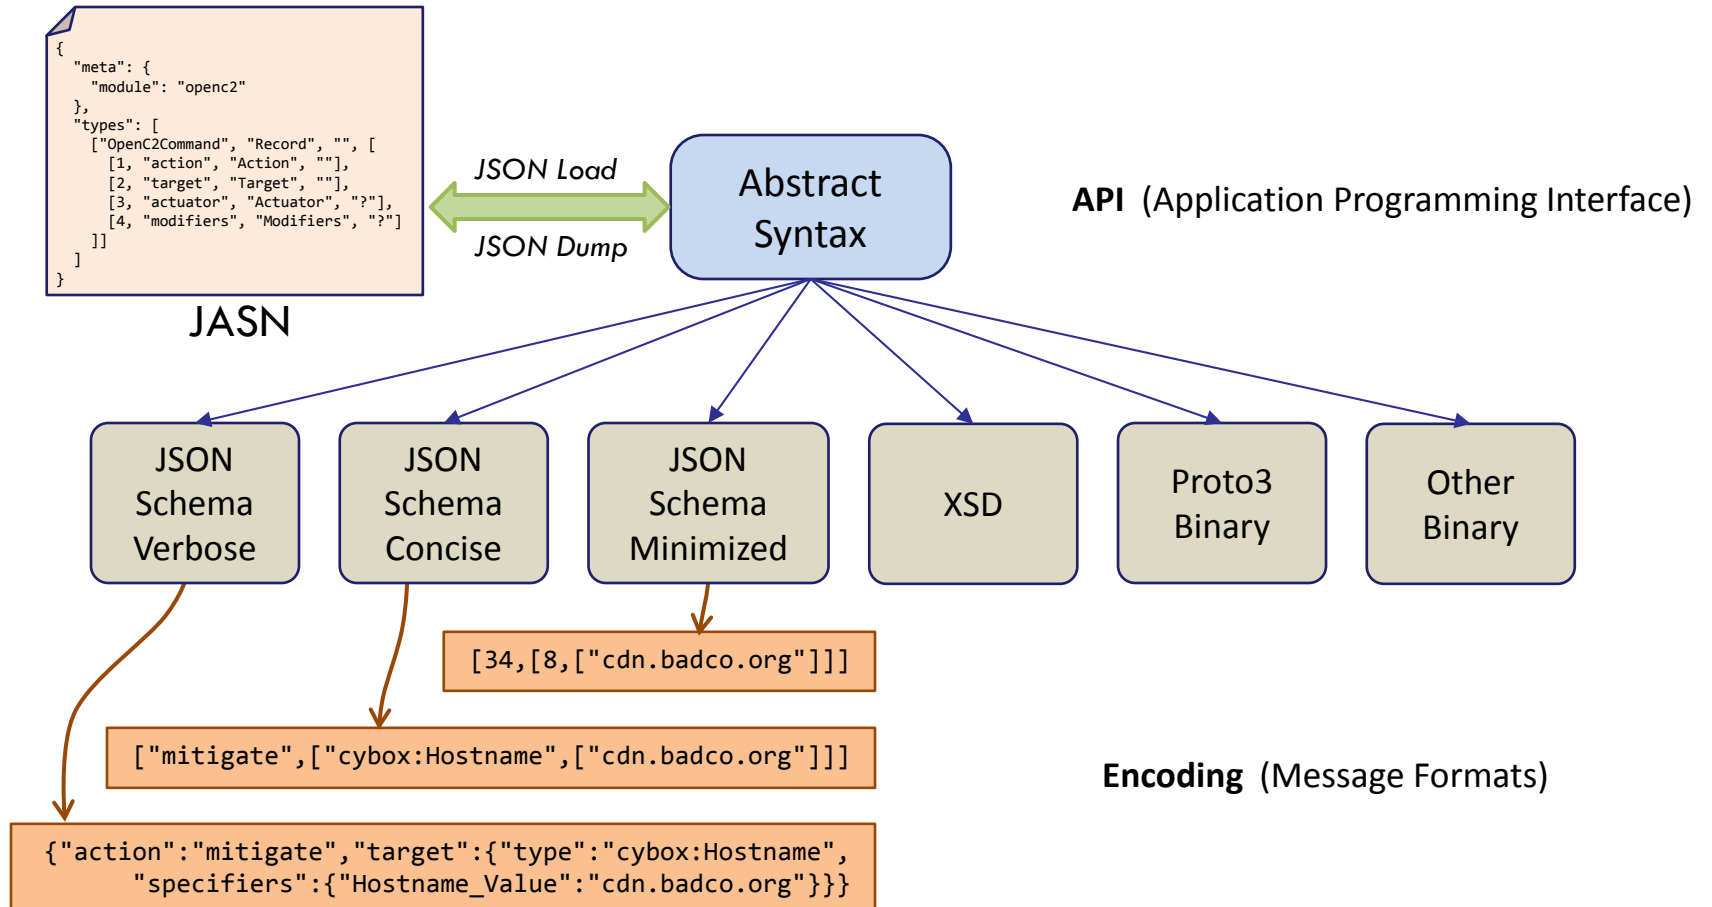 {
  "meta": {
    "module": "openc2"
  },
  "types": [
    ["OpenC2Command", "Record", "", [
      [1, "action", "Action", ""],
      [2, "target", "Target", ""],
      [3, "actuator", "Actuator", "?"],
      [4, "modifiers", "Modifiers", "?"]
    ]]
  ]
}
JASN
JSON Load
JSON Dump
Abstract
Syntax
API (Application Programming Interface)
JSON
Schema
Verbose
JSON
Schema
Concise
JSON
Schema
Minimized
XSD
Proto3
Binary
Other
Binary
[34,[8,["cdn.badco.org"]]]
["mitigate",["cybox:Hostname",["cdn.badco.org"]]]
Encoding (Message Formats)
{"action":"mitigate","target":{"type":"cybox:Hostname",
"specifiers":{"Hostname_Value":"cdn.badco.org"}}}